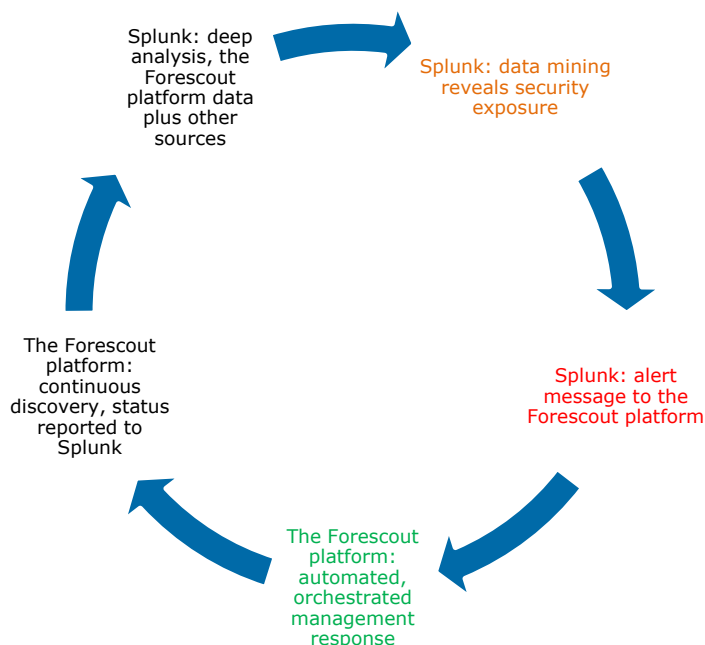 Splunk: deep
analysis, the
Forescout
platform data
plus other
sources
Splunk: data mining
reveals security
exposure
Splunk: alert
message to the
Forescout platform
The Forescout
platform:
automated,
orchestrated
management
response
The Forescout
platform:
continuous
discovery, status
reported to
Splunk